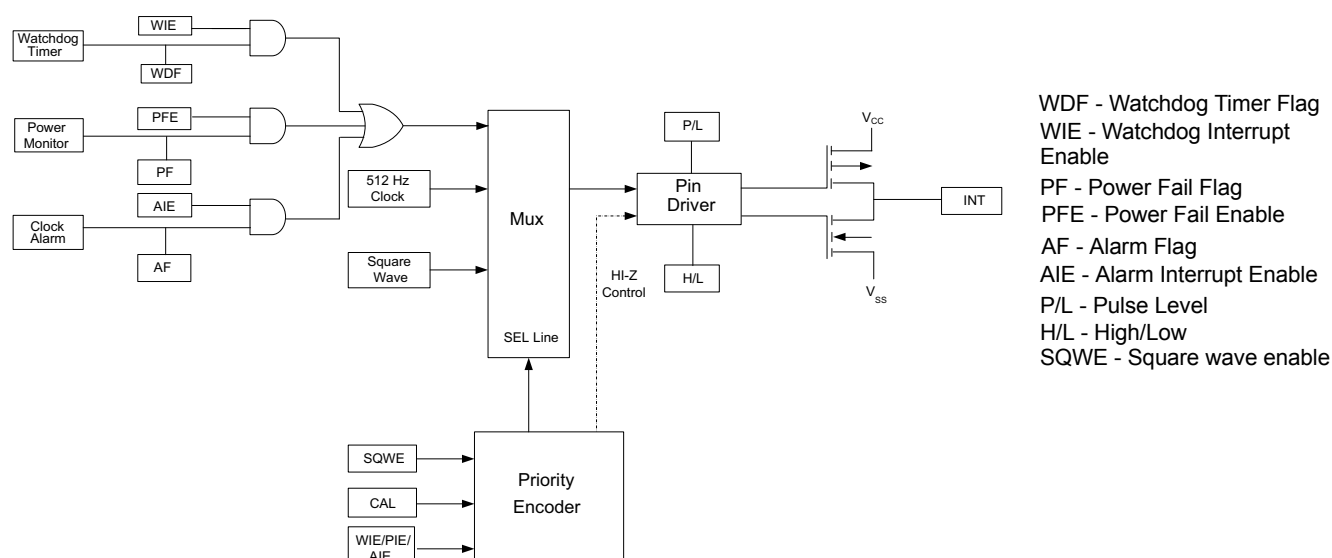 WIE
Watchdog
Timer
WDF
PFE
Power
Monitor
PF
AIE
Clock
Alarm
AF
512 Hz
Clock
Square
Wave
Mux
SEL Line
P/L
Pin
Driver
H/L
HI-Z
Control
VCC
VSS
INT
SQWE
CAL
WIE/PIE/
AIE
Priority
Encoder
WDF - Watchdog Timer Flag
WIE - Watchdog Interrupt
Enable
PF - Power Fail Flag
PFE - Power Fail Enable
AF - Alarm Flag
AIE - Alarm Interrupt Enable
P/L - Pulse Level
H/L - High/Low
SQWE - Square wave enable